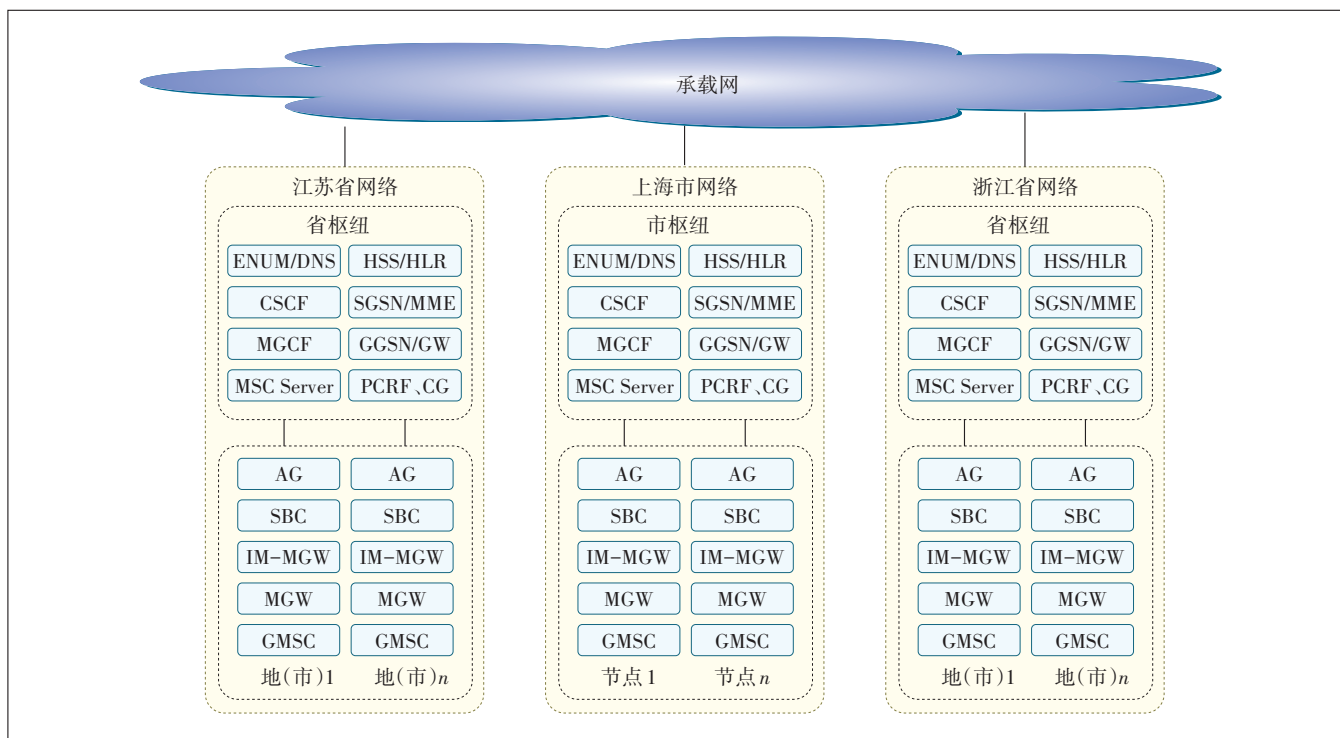 承载网
江苏省网络
省枢纽
ENUM/DNS HSS/HLR
CSCF SGSN/MME
MGCF GGSN/GW
MSC Server PCRF、CG
AG AG
SBC SBC
IM-MGW IM-MGW
MGW MGW
GMSC GMSC
地(市)1 地(市)n
上海市网络
市枢纽
ENUM/DNS HSS/HLR
CSCF SGSN/MME
MGCF GGSN/GW
MSC Server PCRF、CG
AG AG
SBC SBC
IM-MGW IM-MGW
MGW MGW
GMSC GMSC
节点1 节点n
浙江省网络
省枢纽
ENUM/DNS HSS/HLR
CSCF SGSN/MME
MGCF GGSN/GW
MSC Server PCRF、CG
AG AG
SBC SBC
IM-MGW IM-MGW
MGW MGW
GMSC GMSC
地(市)1 地(市)n